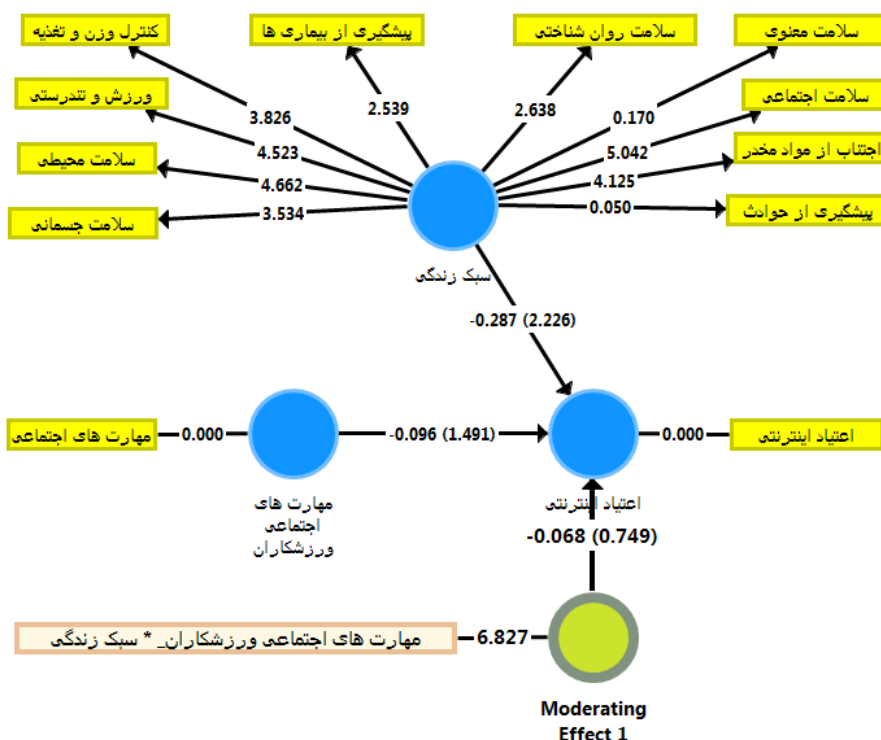 کنترل وزن و تغذیه
پیشگیری از بیماری ها
سلامت روان شناختی
سلامت معنوی
ورزش و تندرستی
سلامت اجتماعی
سلامت محیطی
اجتناب از مواد مخدر
سلامت جسمانی
پیشگیری از حوادث
3.826
2.539
2.638
0.170
4.523
5.042
4.662
4.125
3.534
0.050
سبک زندگی
-0.287 (2.226)
مهارت های اجتماعی
0.000
-0.096 (1.491)
0.000
اعتیاد اینترنتی
مهارت های
اجتماعی
ورزشکاران
اعتیاد اینترنتی
-0.068 (0.749)
مهارت های اجتماعی ورزشکاران_ * سبک زندگی
6.827
Moderating
Effect 1